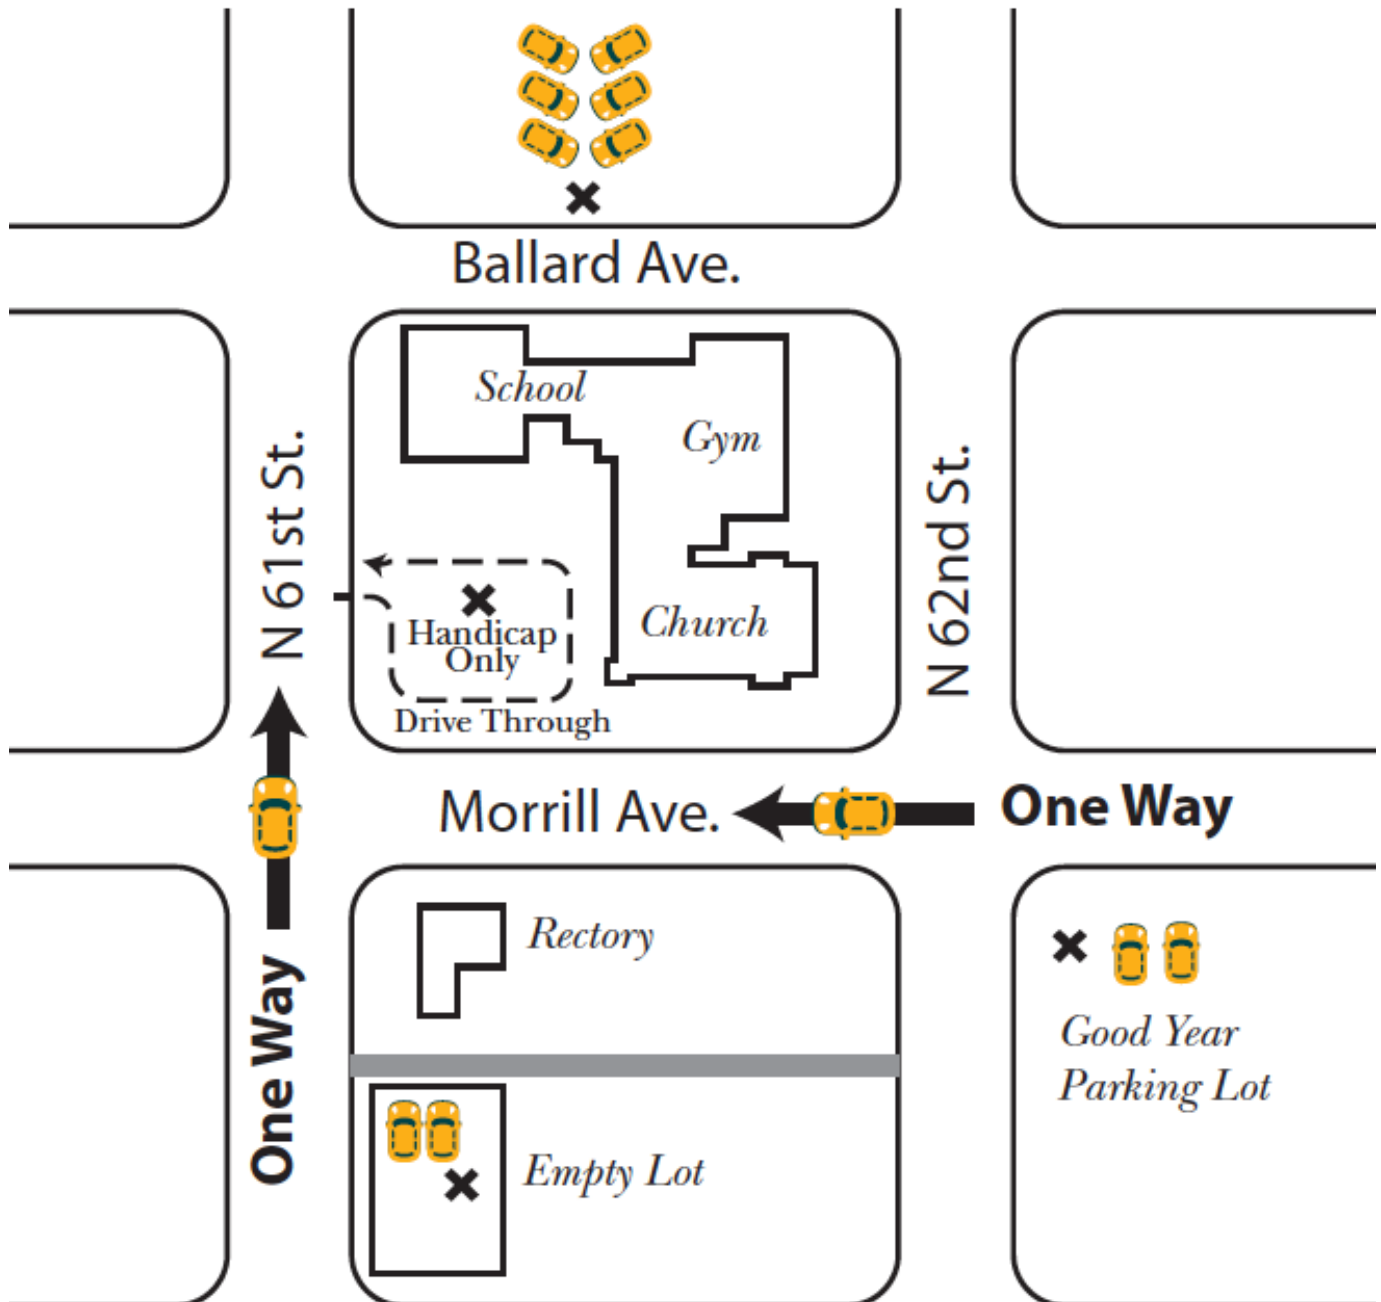 Ballard Ave.
School
Gym
N 61st St.
N 62nd St.
Handicap
Only
Church
Drive Through
Morrill Ave.
One Way
Rectory
One Way
Good Year
Parking Lot
Empty Lot